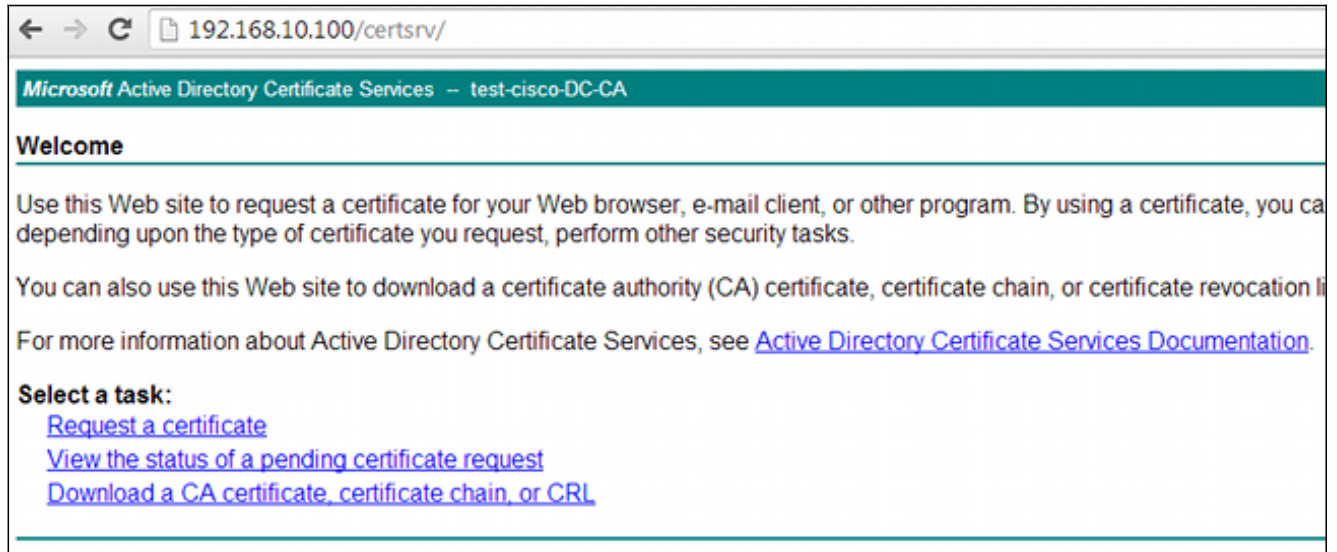 192.168.10.100/certsrv/
Microsoft Active Directory Certificate Services -- test-cisco-DC-CA
Welcome
Use this Web site to request a certificate for your Web browser, e-mail client, or other program. By using a certificate, you ca
depending upon the type of certificate you request, perform other security tasks.
You can also use this Web site to download a certificate authority (CA) certificate, certificate chain, or certificate revocation li
For more information about Active Directory Certificate Services, see Active Directory Certificate Services Documentation.
Select a task:
Request a certificate
View the status of a pending certificate request
Download a CA certificate, certificate chain, or CRL